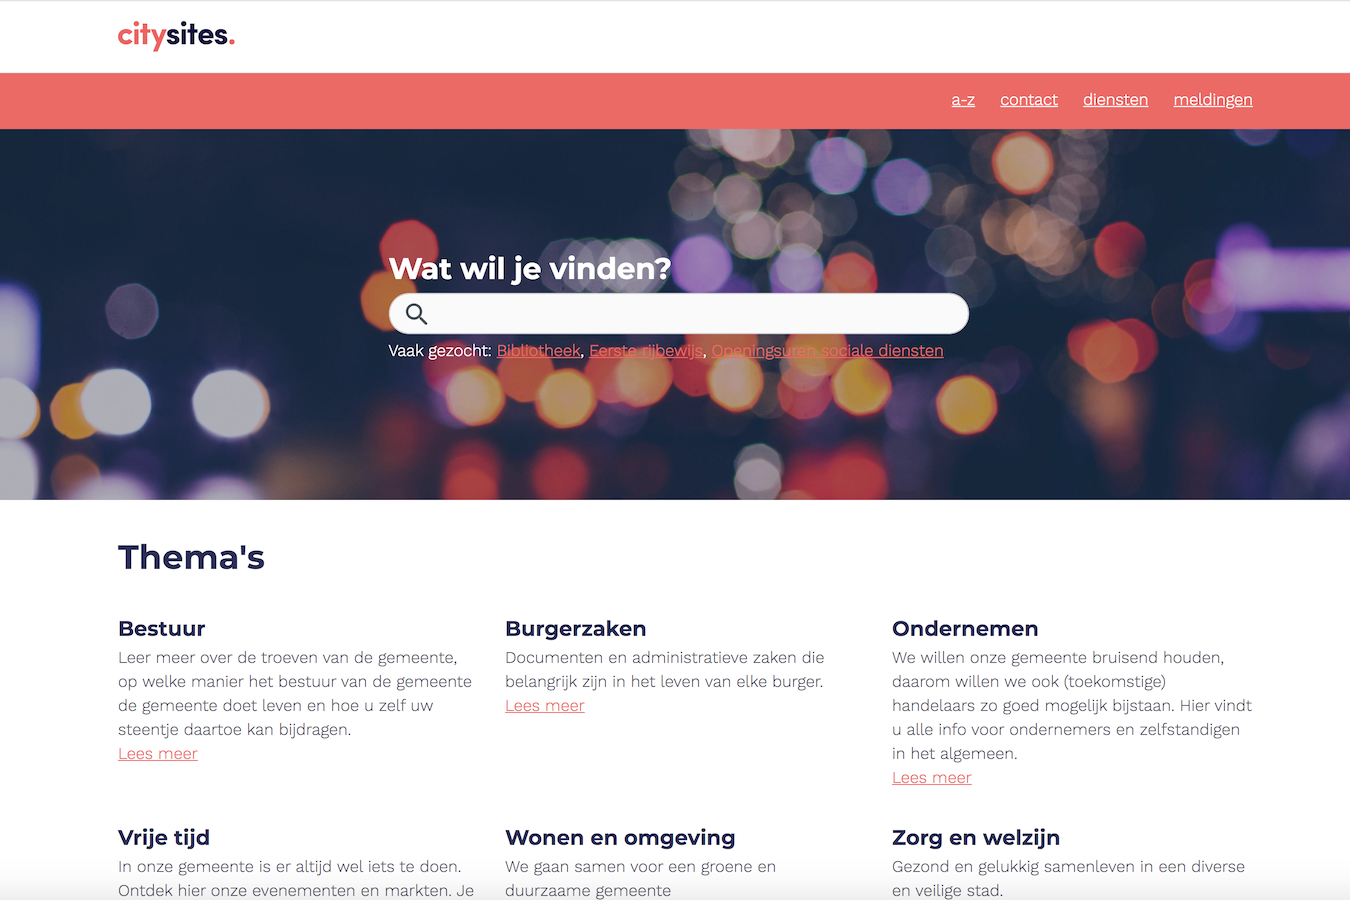 citysites.
a-z contact diensten meldingen
Wat wil je vinden?
Vaak gezocht: Bibliotheek, Eerste rijbewijs, Openingsuren sociale diensten
Thema's
Bestuur
Leer meer over de troeven van de gemeente,
op welke manier het bestuur van de gemeente
de gemeente doet leven en hoe u zelf uw
steentje daartoe kan bijdragen.
Lees meer
Burgerzaken
Documenten en administratieve zaken die
belangrijk zijn in het leven van elke burger.
Lees meer
Ondernemen
We willen onze gemeente bruisend houden,
daarom willen we ook (toekomstige)
handelaars zo goed mogelijk bijstaan. Hier vindt
u alle info voor ondernemers en zelfstandigen
in het algemeen.
Lees meer
Vrije tijd
In onze gemeente is er altijd wel iets te doen.
Ontdek hier onze evenementen en markten. Je
Wonen en omgeving
We gaan samen voor een groene en
duurzame gemeente
Zorg en welzijn
Gezond en gelukkig samenleven in een diverse
en veilige stad.